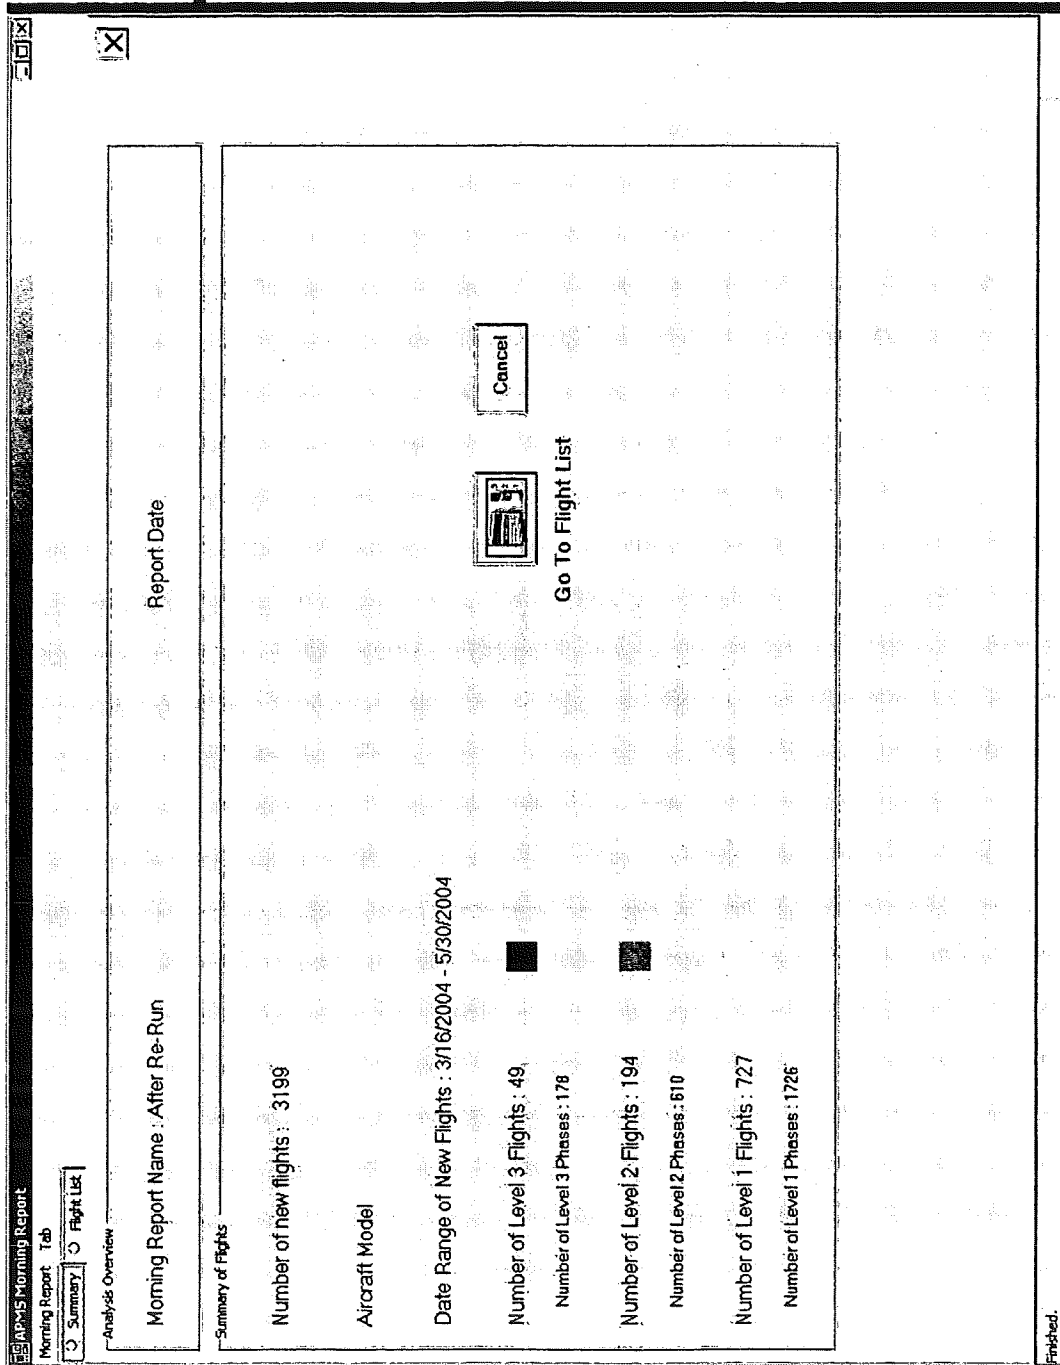 APMS Morning Report
Morning Report Tab
Summary Flight List
Analysis Overview
Morning Report Name : After Re-Run Report Date
Summary of Flights
Number of new flights : 3199
Aircraft Model
Date Range of New Flights : 3/16/2004 - 5/30/2004
Number of Level 3 Flights : 49
Number of Level 3 Phases : 178
Number of Level 2 Flights : 194
Number of Level 2 Phases : 610
Number of Level 1 Flights : 727
Number of Level 1 Phases : 1726
Cancel
Go To Flight List
Finished.